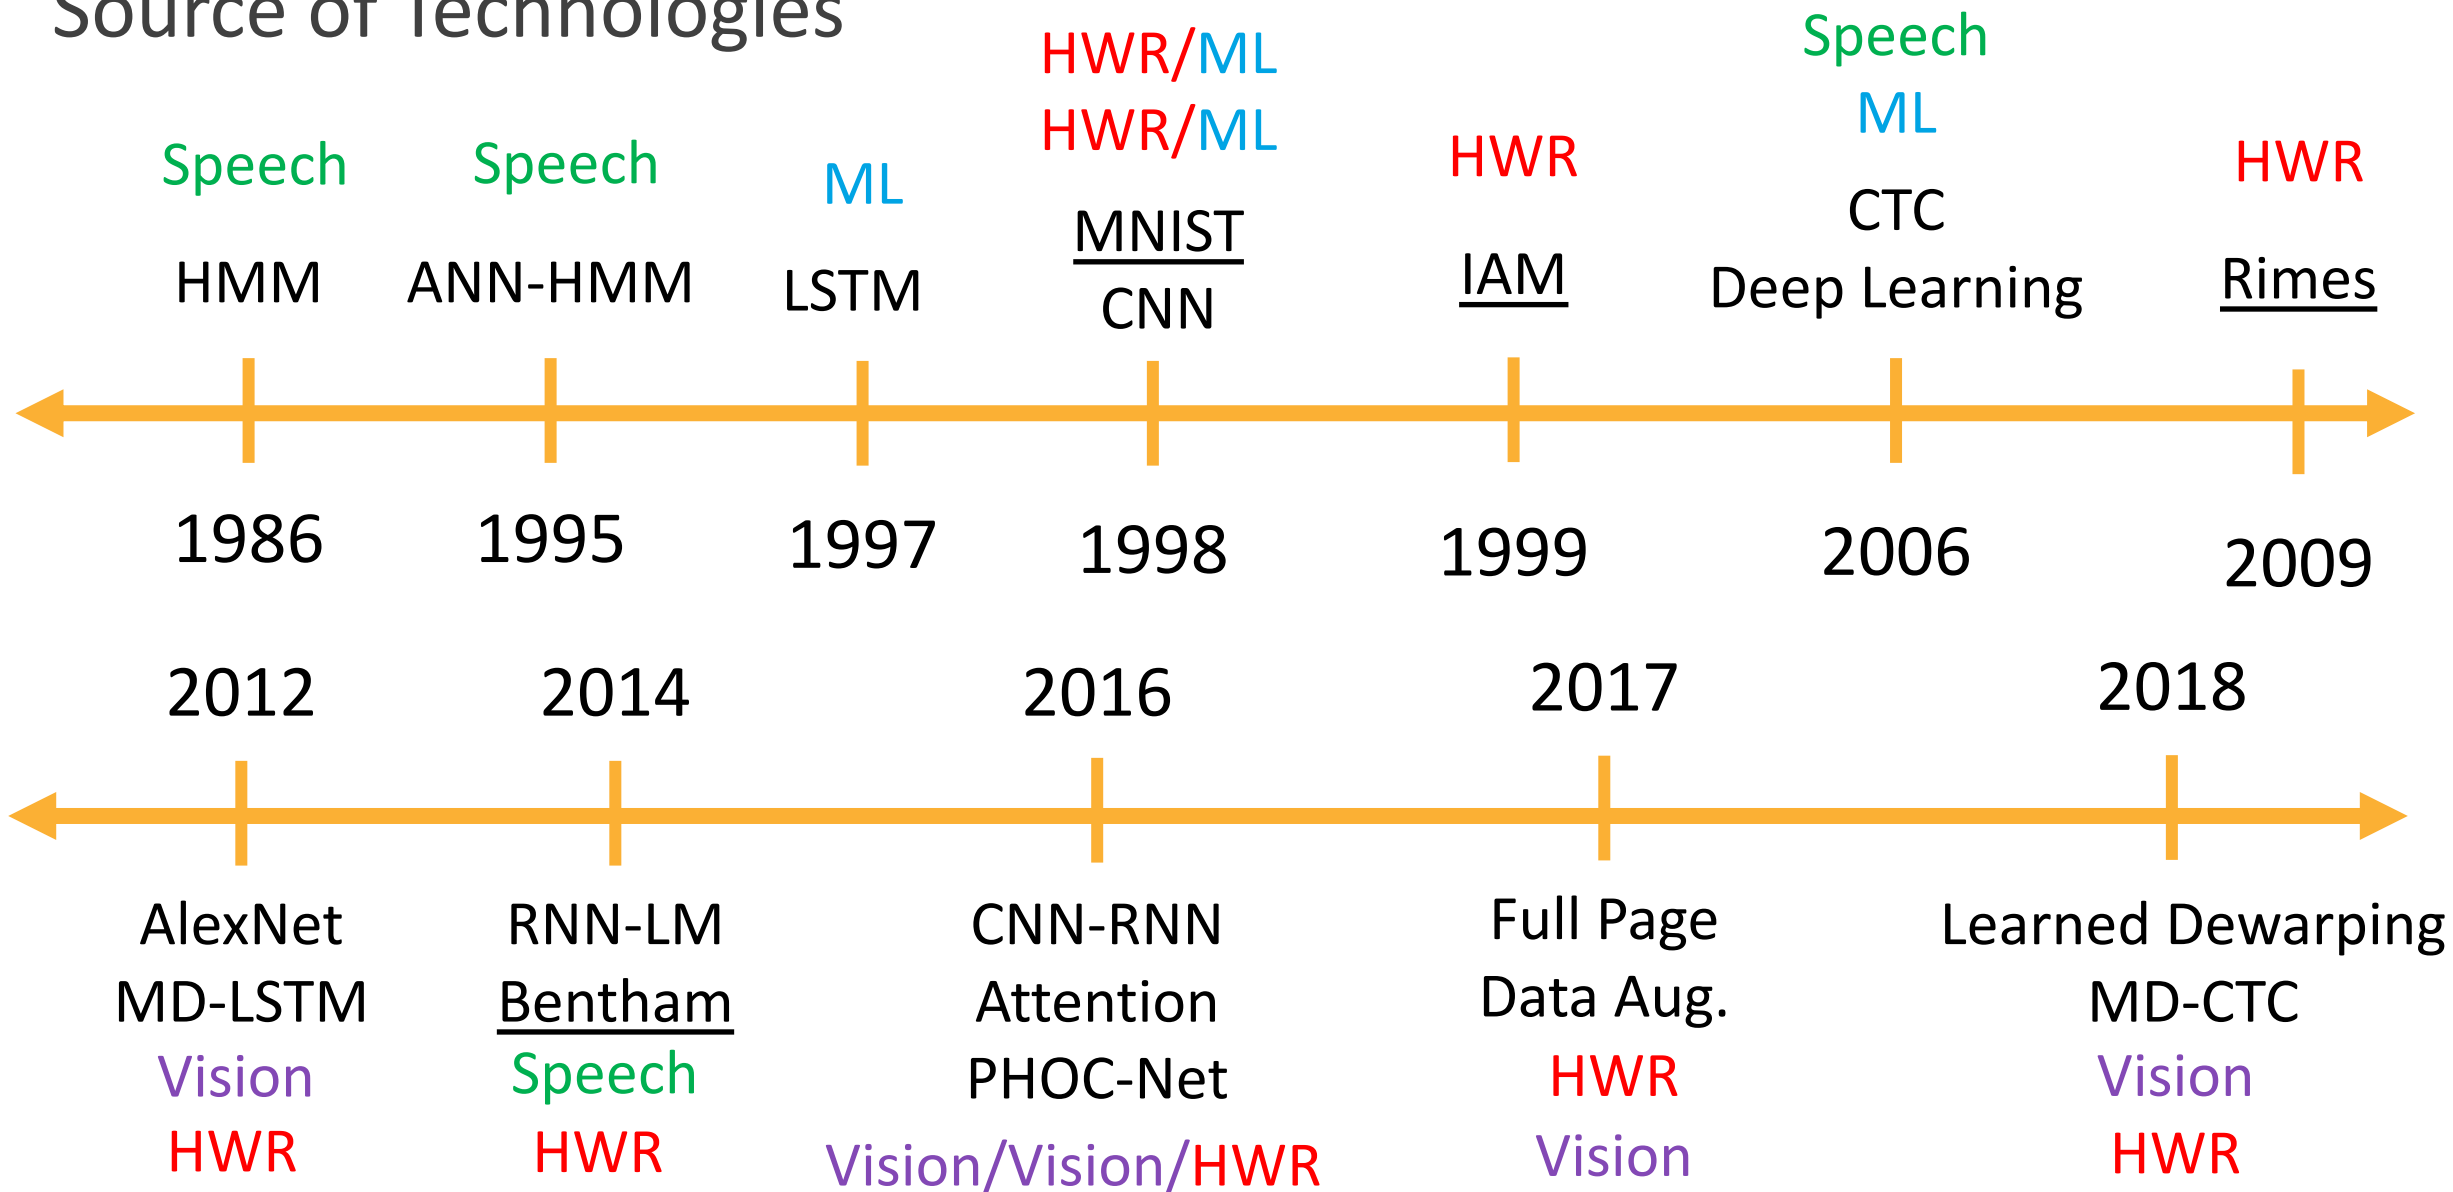 Source of Technologies
HWR/ML
HWR/ML
Speech
ML
Speech
Speech
ML
HWR
HWR
HMM
ANN-HMM
LSTM
MNIST
CNN
IAM
CTC
Deep Learning
Rimes
1986
1995
1997
1998
1999
2006
2009
2012
2014
2016
2017
2018
AlexNet
MD-LSTM
Vision
HWR
RNN-LM
Bentham
Speech
HWR
CNN-RNN
Attention
PHOC-Net
Vision/Vision/HWR
Full Page
Data Aug.
HWR
Vision
Learned Dewarping
MD-CTC
Vision
HWR